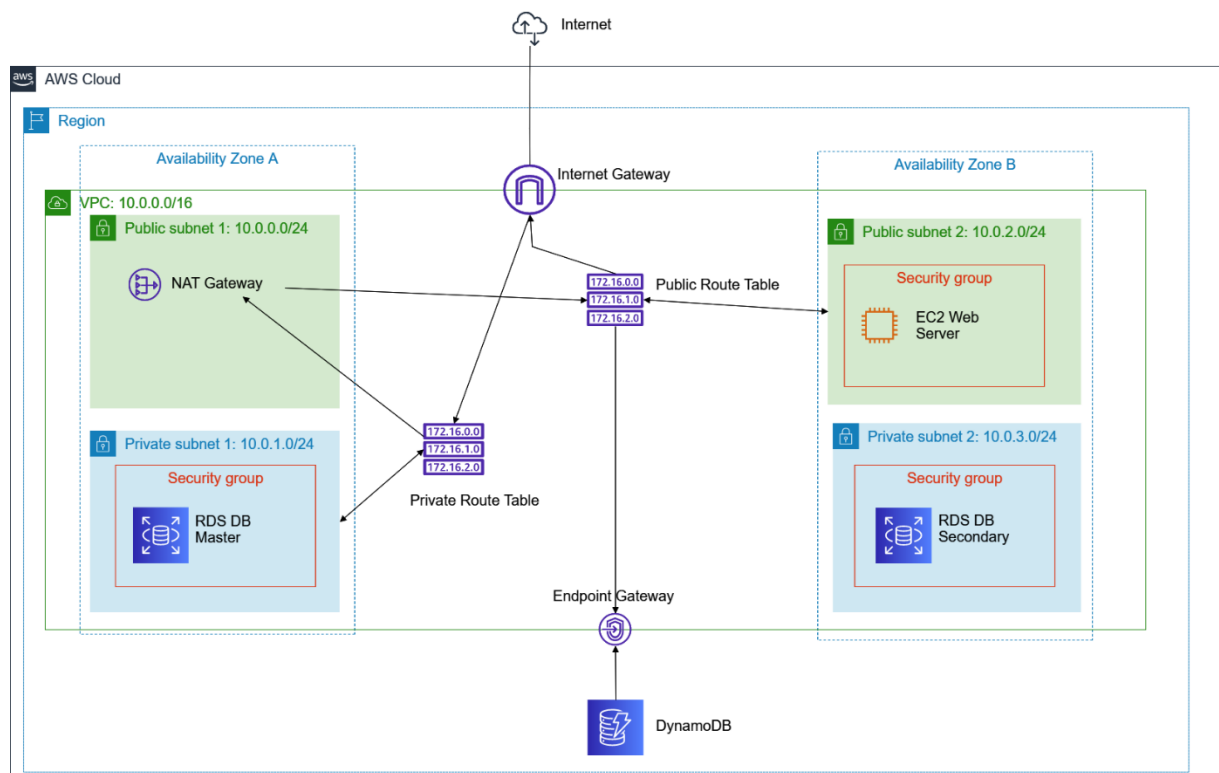 Internet
aws
AWS Cloud
Region
Availability Zone A
Availability Zone B
Internet Gateway
VPC: 10.0.0.0/16
Public subnet 1: 10.0.0.0/24
Public subnet 2: 10.0.2.0/24
NAT Gateway
172.16.0.0
172.16.1.0
172.16.2.0
Public Route Table
Security group
EC2 Web
Server
Private subnet 1: 10.0.1.0/24
172.16.0.0
172.16.1.0
172.16.2.0
Private Route Table
Private subnet 2: 10.0.3.0/24
Security group
RDS DB
Master
Security group
RDS DB
Secondary
Endpoint Gateway
DynamoDB